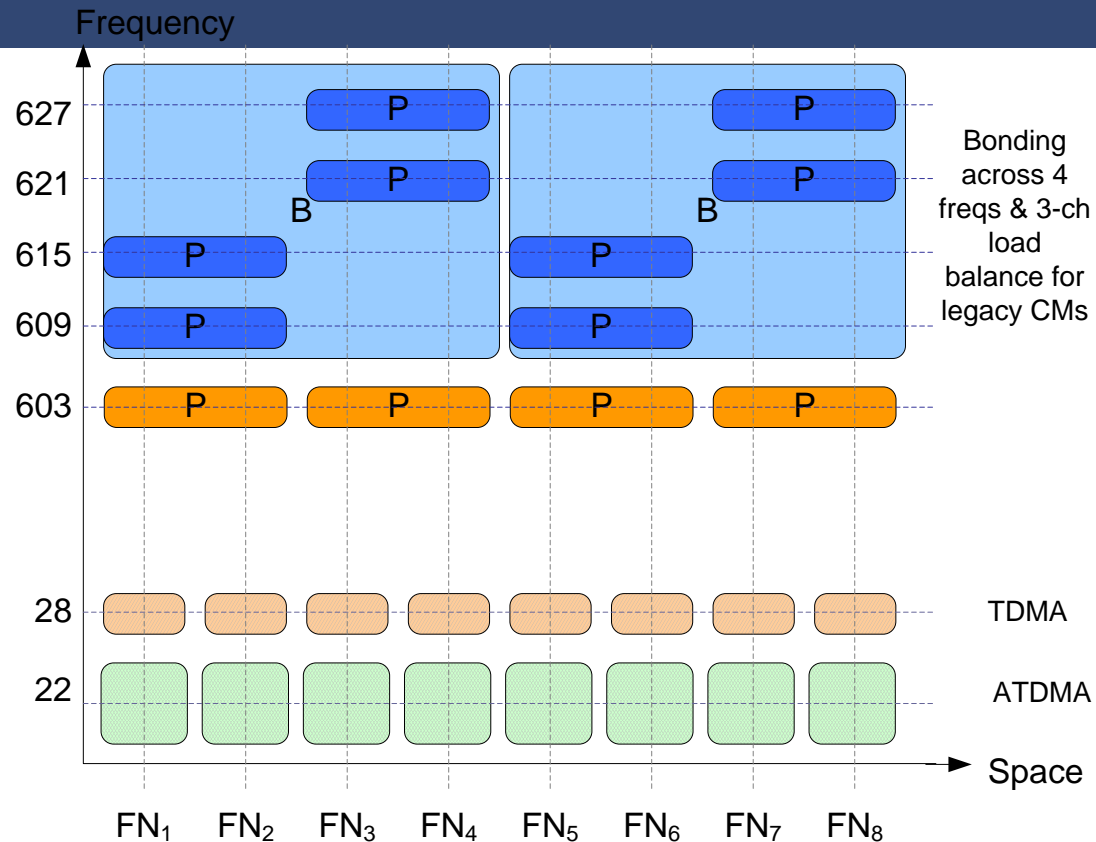 Frequency
627 P P
621 P P
B B
615 P P
609 P P
Bonding
across 4
freqs & 3-ch
load
balance for
legacy CMs
603 P P P P
28 TDMA
22 ATDMA
Space
FN₁ FN₂ FN₃ FN₄ FN₅ FN₆ FN₇ FN₈